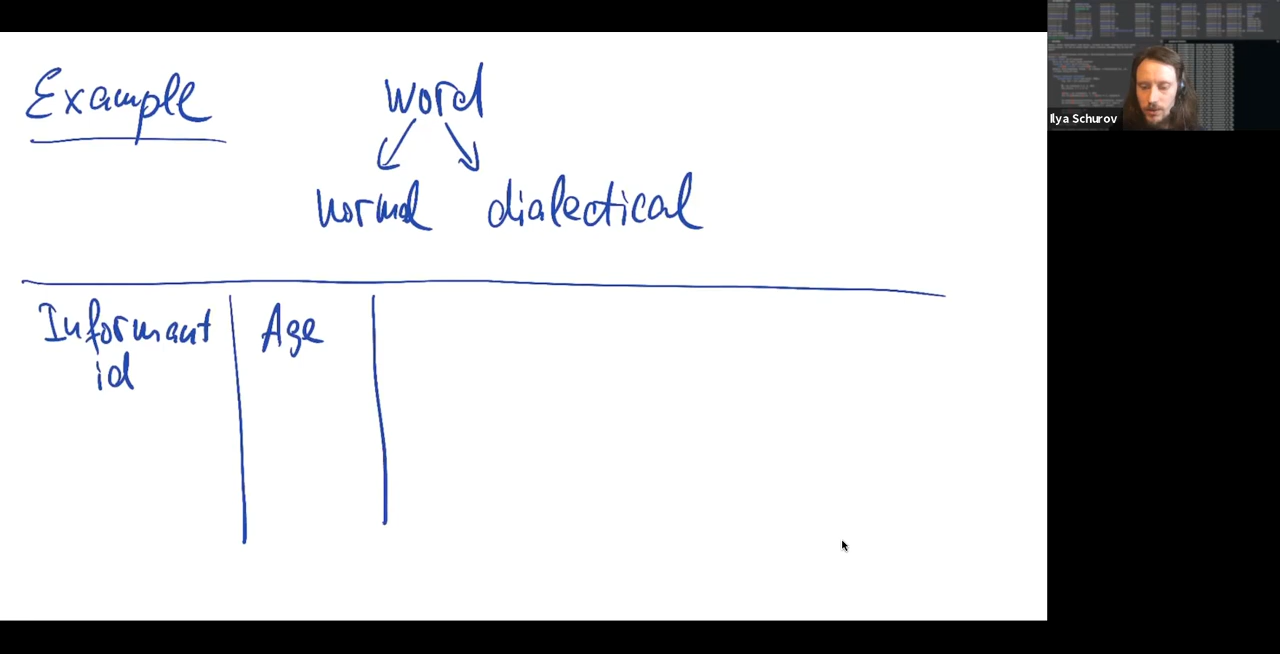 Example
word
normal dialectical
Informant Age
id
Ilya Schurov